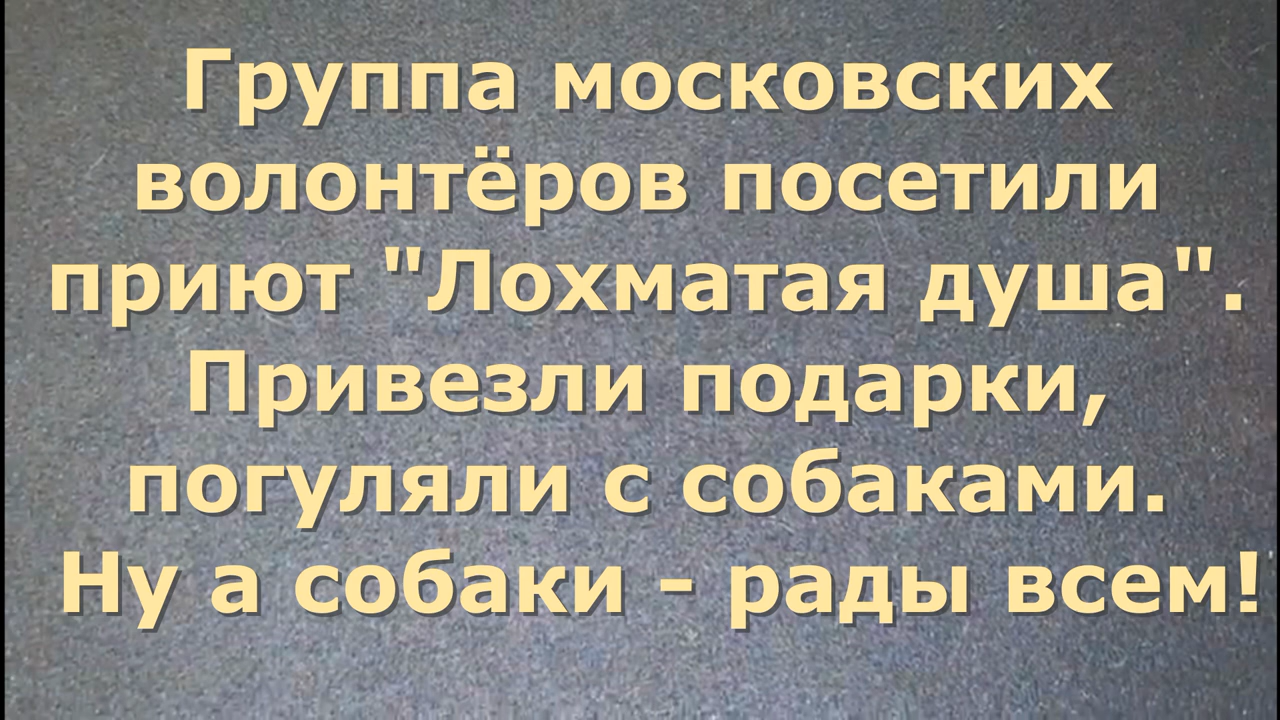 Группа московских
волонтёров посетили
приют "Лохматая душа".
Привезли подарки,
погуляли с собаками.
Ну а собаки - рады всем!